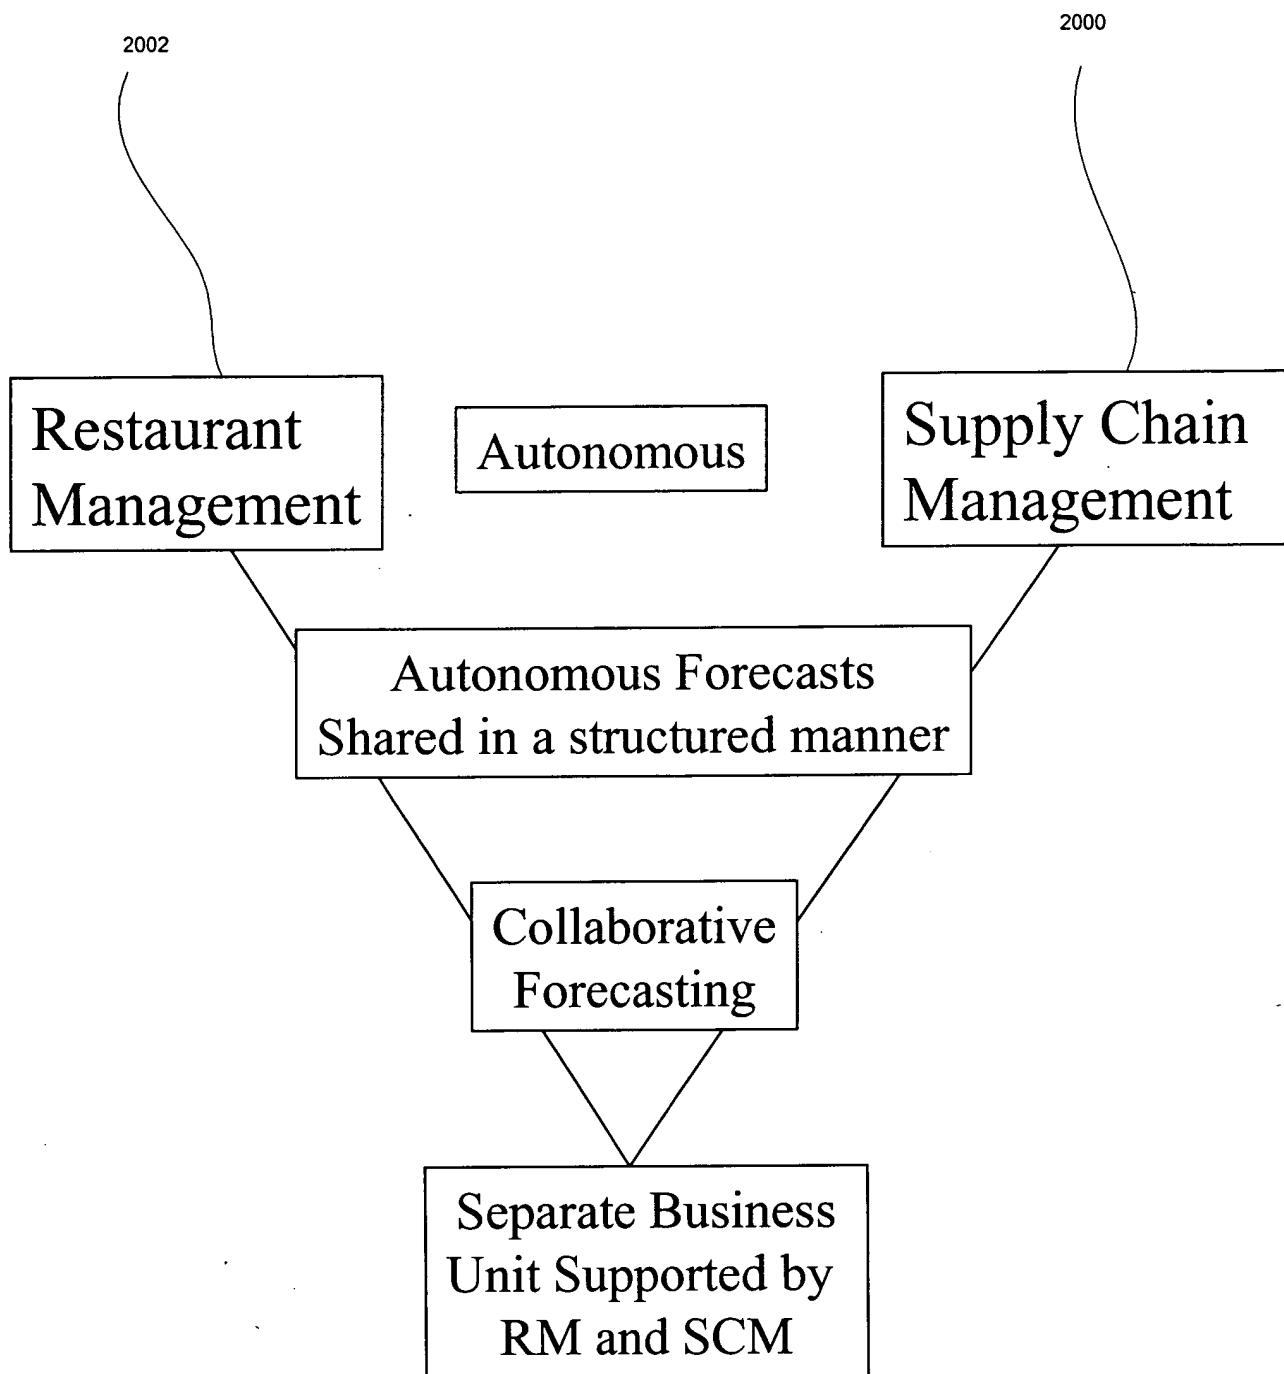 2002
2000
Restaurant
Management
Autonomous
Supply Chain
Management
Autonomous Forecasts
Shared in a structured manner
Collaborative
Forecasting
Separate Business
Unit Supported by
RM and SCM